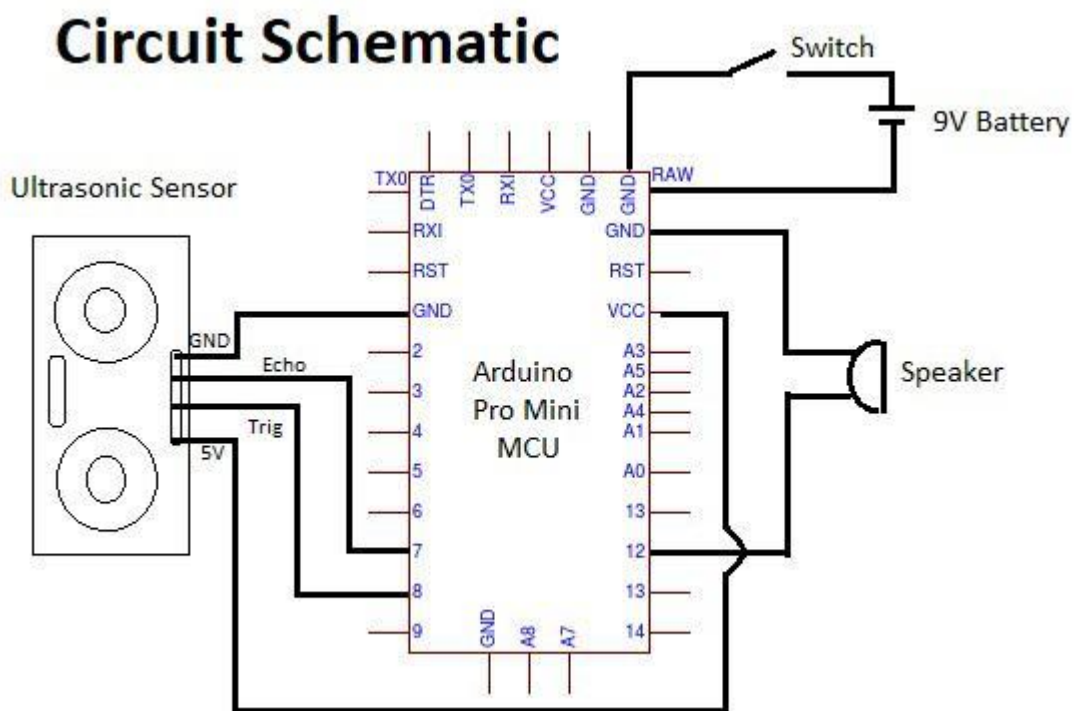 Circuit Schematic
Switch
9V Battery
Ultrasonic Sensor
TX0
DTR
TX0
RXI
VCC
GND
GND
RAW
RXI
GND
RST
RST
GND
VCC
GND
2
A3
Echo
A5
3
A2
Trig
A4
4
A1
5V
5
A0
6
13
7
12
8
13
9
14
Arduino
Pro Mini
MCU
Speaker
GND
A8
A7